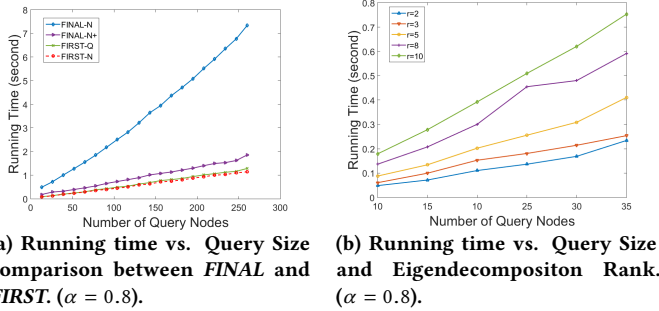 8
7
6
5
4
3
2
1
0
Running Time (second)
FINAL-N
FINAL-N+
FIRST-Q
FIRST-N
0 50 100 150 200 250 300
Number of Query Nodes
0.8
0.7
0.6
0.5
0.4
0.3
0.2
0.1
0
Running Time (second)
r=2
r=3
r=5
r=8
r=10
10 15 10 20 30 35
Number of Query Nodes
a) Running time vs. Query Size
omparison between FINAL and
FIRST. (α = 0.8).
(b) Running time vs. Query Size
and Eigendecompositon Rank.
(α = 0.8).